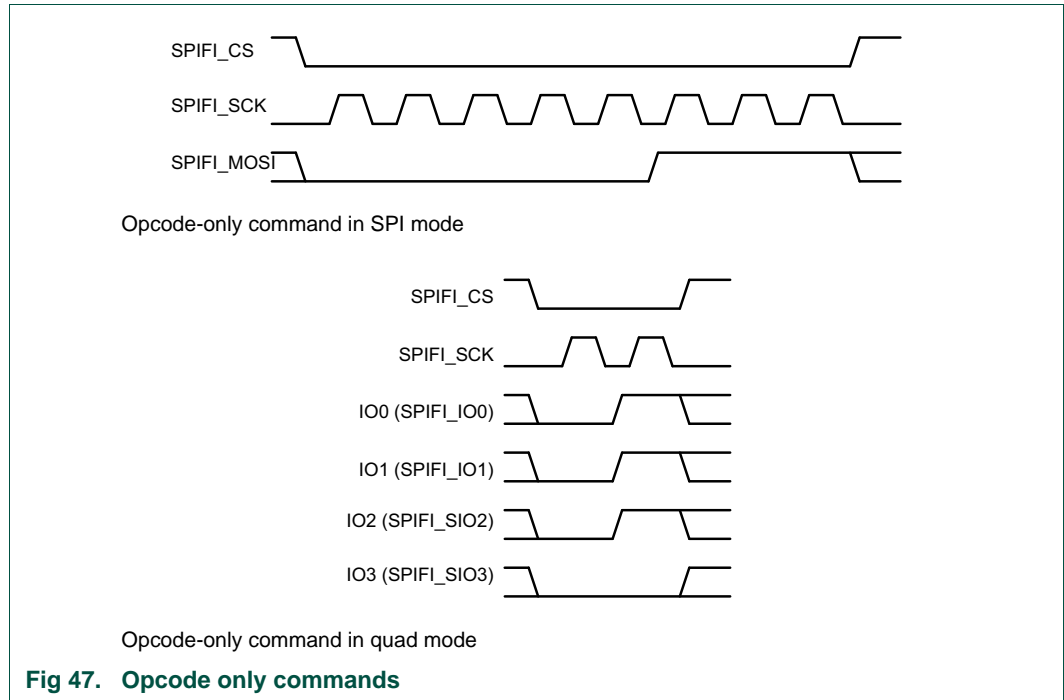 SPIFI_CS
SPIFI_SCK
SPIFI_MOSI
Opcode-only command in SPI mode
SPIFI_CS
SPIFI_SCK
IO0 (SPIFI_IO0)
IO1 (SPIFI_IO1)
IO2 (SPIFI_SIO2)
IO3 (SPIFI_SIO3)
Opcode-only command in quad mode
Fig 47. Opcode only commands